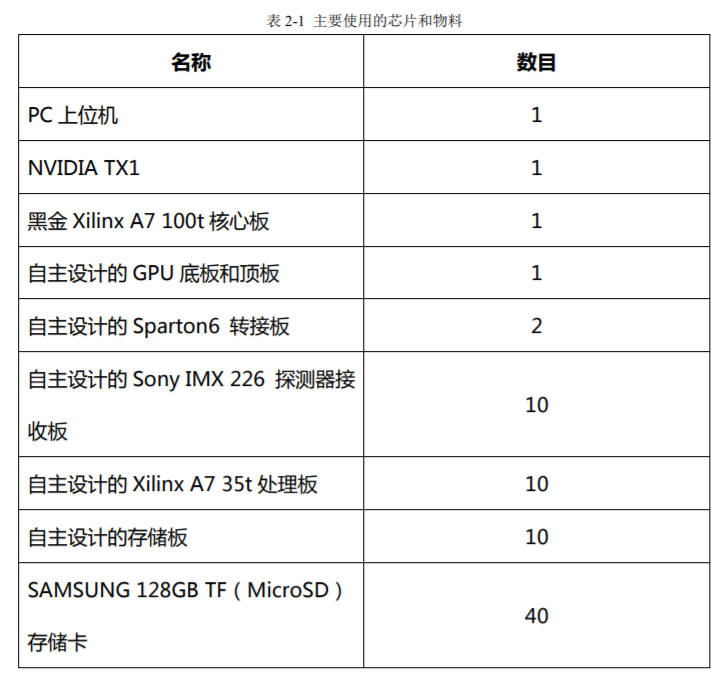 表 2-1 主要使用的芯片和物料
名称 数目
PC 上位机 1
NVIDIA TX1 1
黑金 Xilinx A7 100t 核心板 1
自主设计的 GPU 底板和顶板 1
自主设计的 Sparton6 转接板 2
自主设计的 Sony IMX 226 探测器接
收板
10
自主设计的 Xilinx A7 35t 处理板 10
自主设计的存储板 10
SAMSUNG 128GB TF（MicroSD）
存储卡
40